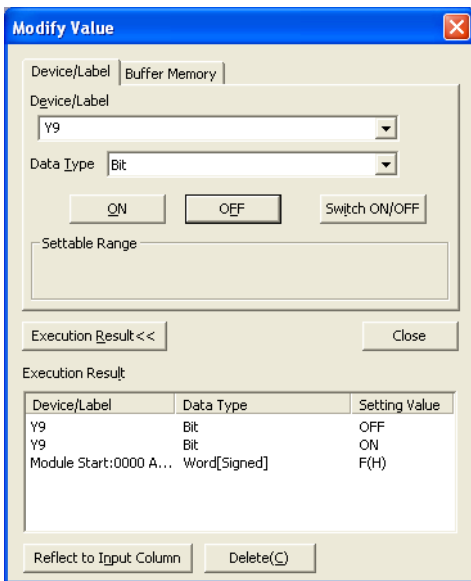 Modify Value
Device/Label Buffer Memory
Device/Label
Y9
Data Type Bit
ON OFF Switch ON/OFF
Settable Range
Execution Result<< Close
Execution Result
Device/Label Data Type Setting Value
Y9 Bit OFF
Y9 Bit ON
Module Start:0000 A... Word[Signed] F(H)
Reflect to Input Column Delete(C)